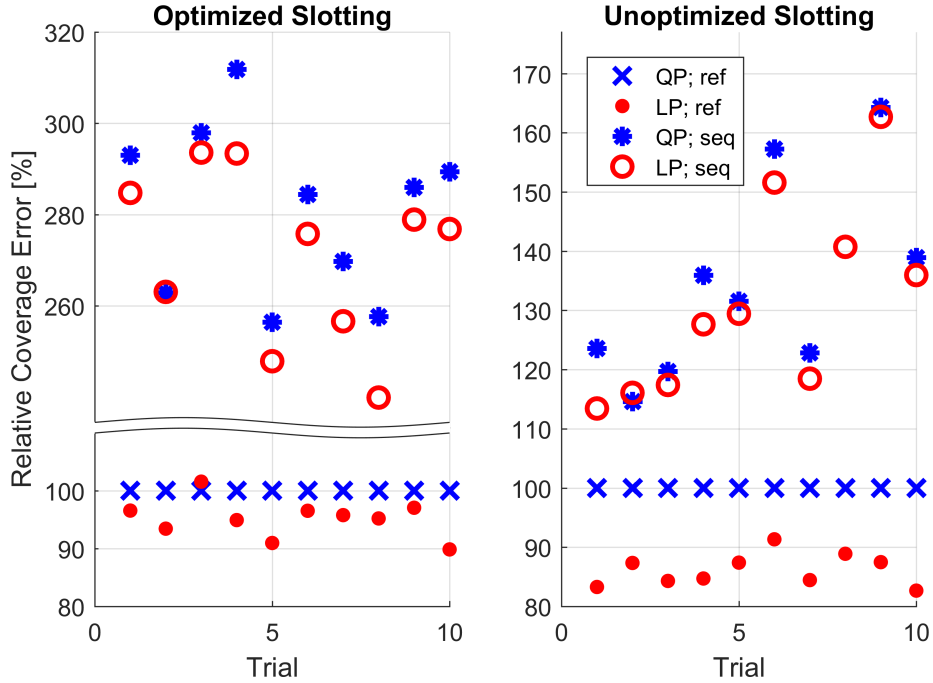 Optimized Slotting
Relative Coverage Error [%]
320
300
280
260
100
90
80
0
5
10
Trial
Unoptimized Slotting
QP; ref
LP; ref
QP; seq
LP; seq
170
160
150
140
130
120
110
100
90
80
0
5
10
Trial